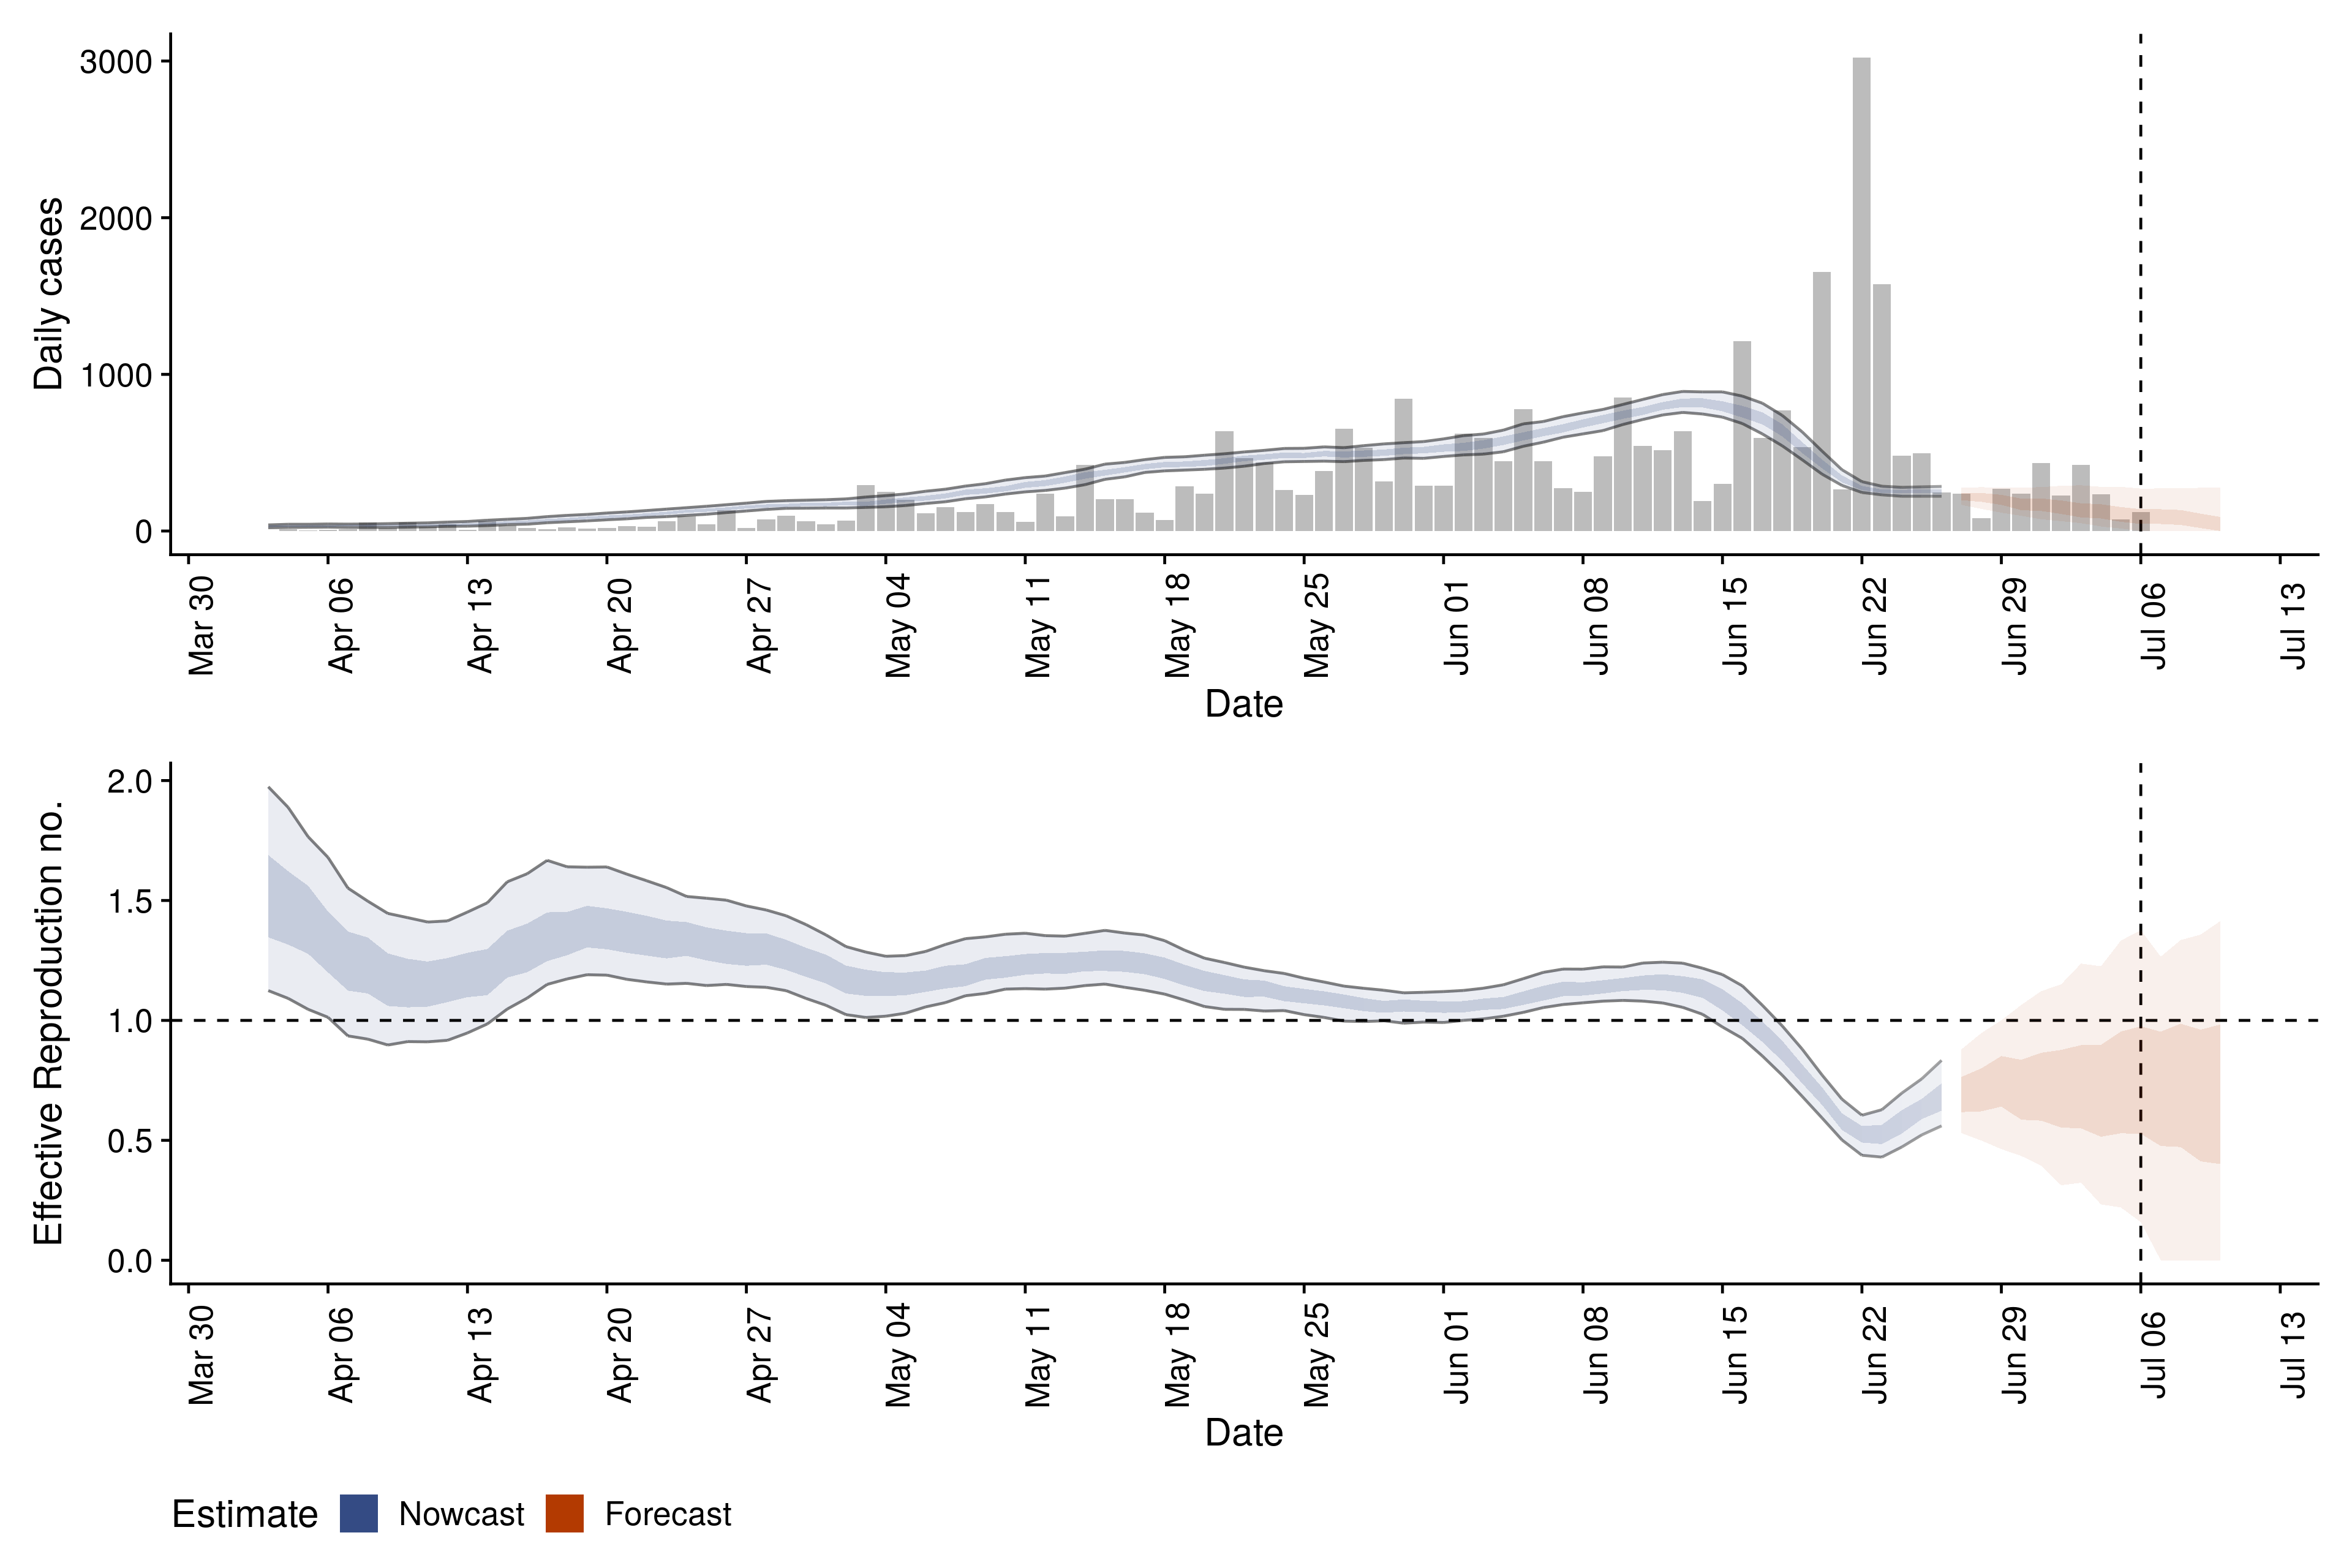 Daily cases
3000
2000
1000
0
Mar 30
Apr 06
Apr 13
Apr 20
Apr 27
May 04
May 11
May 18
May 25
Jun 01
Jun 08
Jun 15
Jun 22
Jun 29
Jul 06
Jul 13
Date
Effective Reproduction no.
2.0
1.5
1.0
0.5
0.0
Mar 30
Apr 06
Apr 13
Apr 20
Apr 27
May 04
May 11
May 18
May 25
Jun 01
Jun 08
Jun 15
Jun 22
Jun 29
Jul 06
Jul 13
Date
Estimate Nowcast Forecast